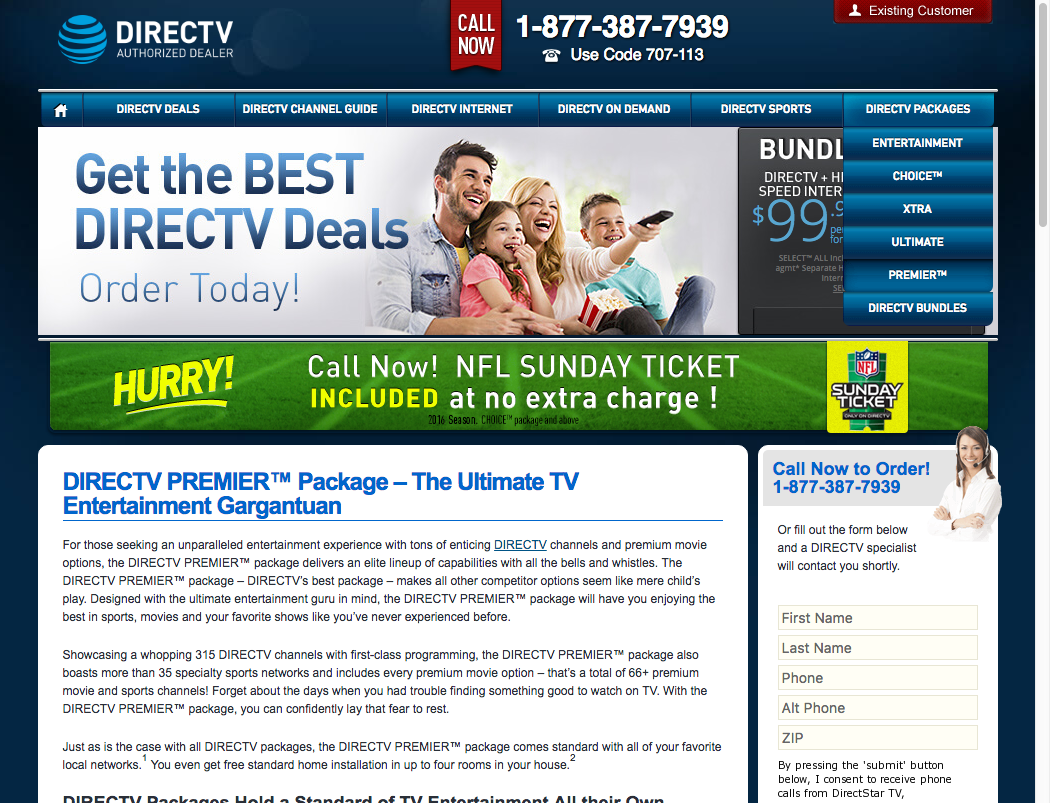 DIRECTV
AUTHORIZED DEALER
CALL
NOW
1-877-387-7939
Use Code 707-113
Existing Customer
DIRECTV DEALS
DIRECTV CHANNEL GUIDE
DIRECTV INTERNET
DIRECTV ON DEMAND
DIRECTV SPORTS
DIRECTV PACKAGES
ENTERTAINMENT
CHOICE™
XTRA
ULTIMATE
PREMIER™
DIRECTV BUNDLES
Get the BEST
DIRECTV Deals
Order Today!
BUNDL
DIRECTV + HI
SPEED INTER
$99.9
per
for
SELECT™ ALL Incl
agmt* Separate H
Intern
SE
HURRY!
Call Now! NFL SUNDAY TICKET
INCLUDED at no extra charge !
2016 Season. CHOICE™ package and above
NFL
SUNDAY
TICKET
ONLY ON DIRECTV
DIRECTV PREMIER™ Package – The Ultimate TV
Entertainment Gargantuan
For those seeking an unparalleled entertainment experience with tons of enticing DIRECTV channels and premium movie
options, the DIRECTV PREMIER™ package delivers an elite lineup of capabilities with all the bells and whistles. The
DIRECTV PREMIER™ package – DIRECTV's best package – makes all other competitor options seem like mere child's
play. Designed with the ultimate entertainment guru in mind, the DIRECTV PREMIER™ package will have you enjoying the
best in sports, movies and your favorite shows like you've never experienced before.
Showcasing a whopping 315 DIRECTV channels with first-class programming, the DIRECTV PREMIER™ package also
boasts more than 35 specialty sports networks and includes every premium movie option – that's a total of 66+ premium
movie and sports channels! Forget about the days when you had trouble finding something good to watch on TV. With the
DIRECTV PREMIER™ package, you can confidently lay that fear to rest.
Just as is the case with all DIRECTV packages, the DIRECTV PREMIER™ package comes standard with all of your favorite
local networks.1 You even get free standard home installation in up to four rooms in your house.2
DIRECTV Packages Hold a Standard of TV Entertainment All their Own
Call Now to Order!
1-877-387-7939
Or fill out the form below
and a DIRECTV specialist
will contact you shortly.
First Name
Last Name
Phone
Alt Phone
ZIP
By pressing the 'submit' button
below, I consent to receive phone
calls from DirectStar TV,